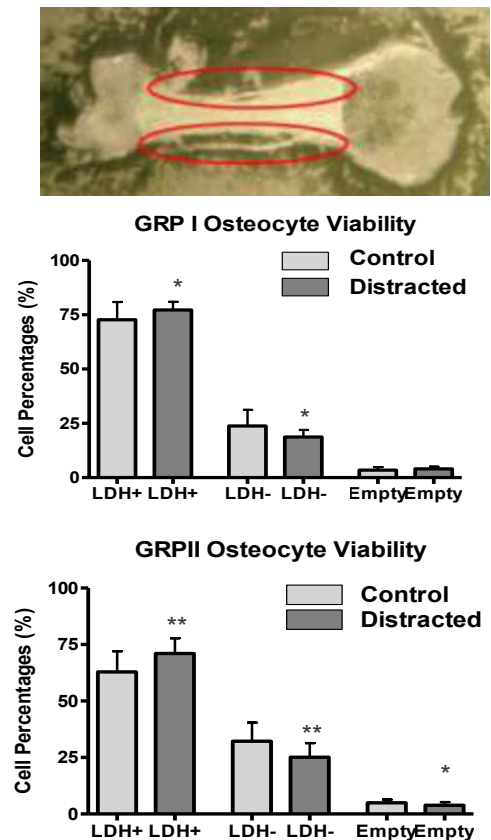 GRP I Osteocyte Viability
Control
Distracted
Cell Percentages (%)
100
75
50
25
0
*
*
LDH+ LDH+ LDH- LDH- Empty Empty
GRPII Osteocyte Viability
Control
Distracted
Cell Percentages (%)
100
75
50
25
0
**
**
*
LDH+ LDH+ LDH- LDH- Empty Empty